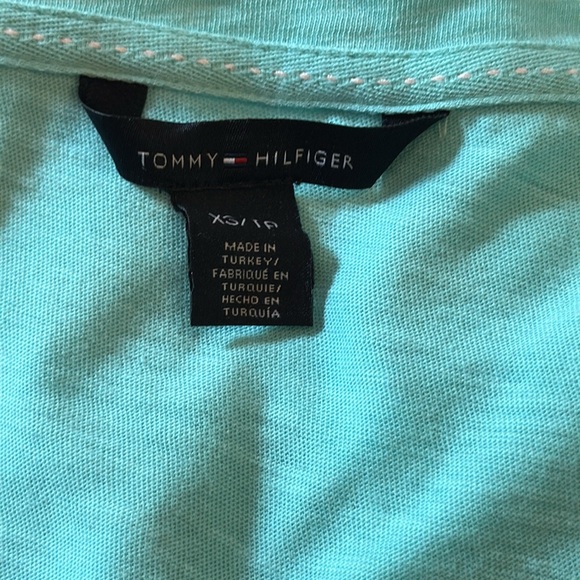 TOMMY HILFIGER
XS/TP
MADE IN
TURKEY/
FABRIQUÉ EN
TURQUIE/
HECHO EN
TURQUÍA